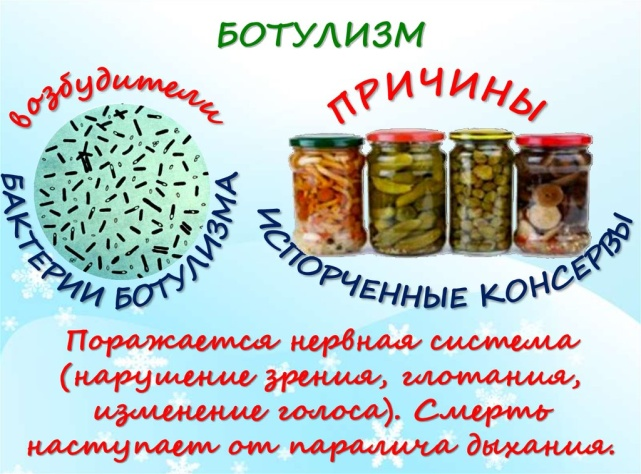 БОТУЛИЗМ
возбудители
БАКТЕРИИ БОТУЛИЗМА
ПРИЧИНЫ
ИСПОРЧЕННЫЕ КОНСЕРВЫ
Поражается нервная система
(нарушение зрения, глотания,
изменение голоса). Смерть
наступает от паралича дыхания.